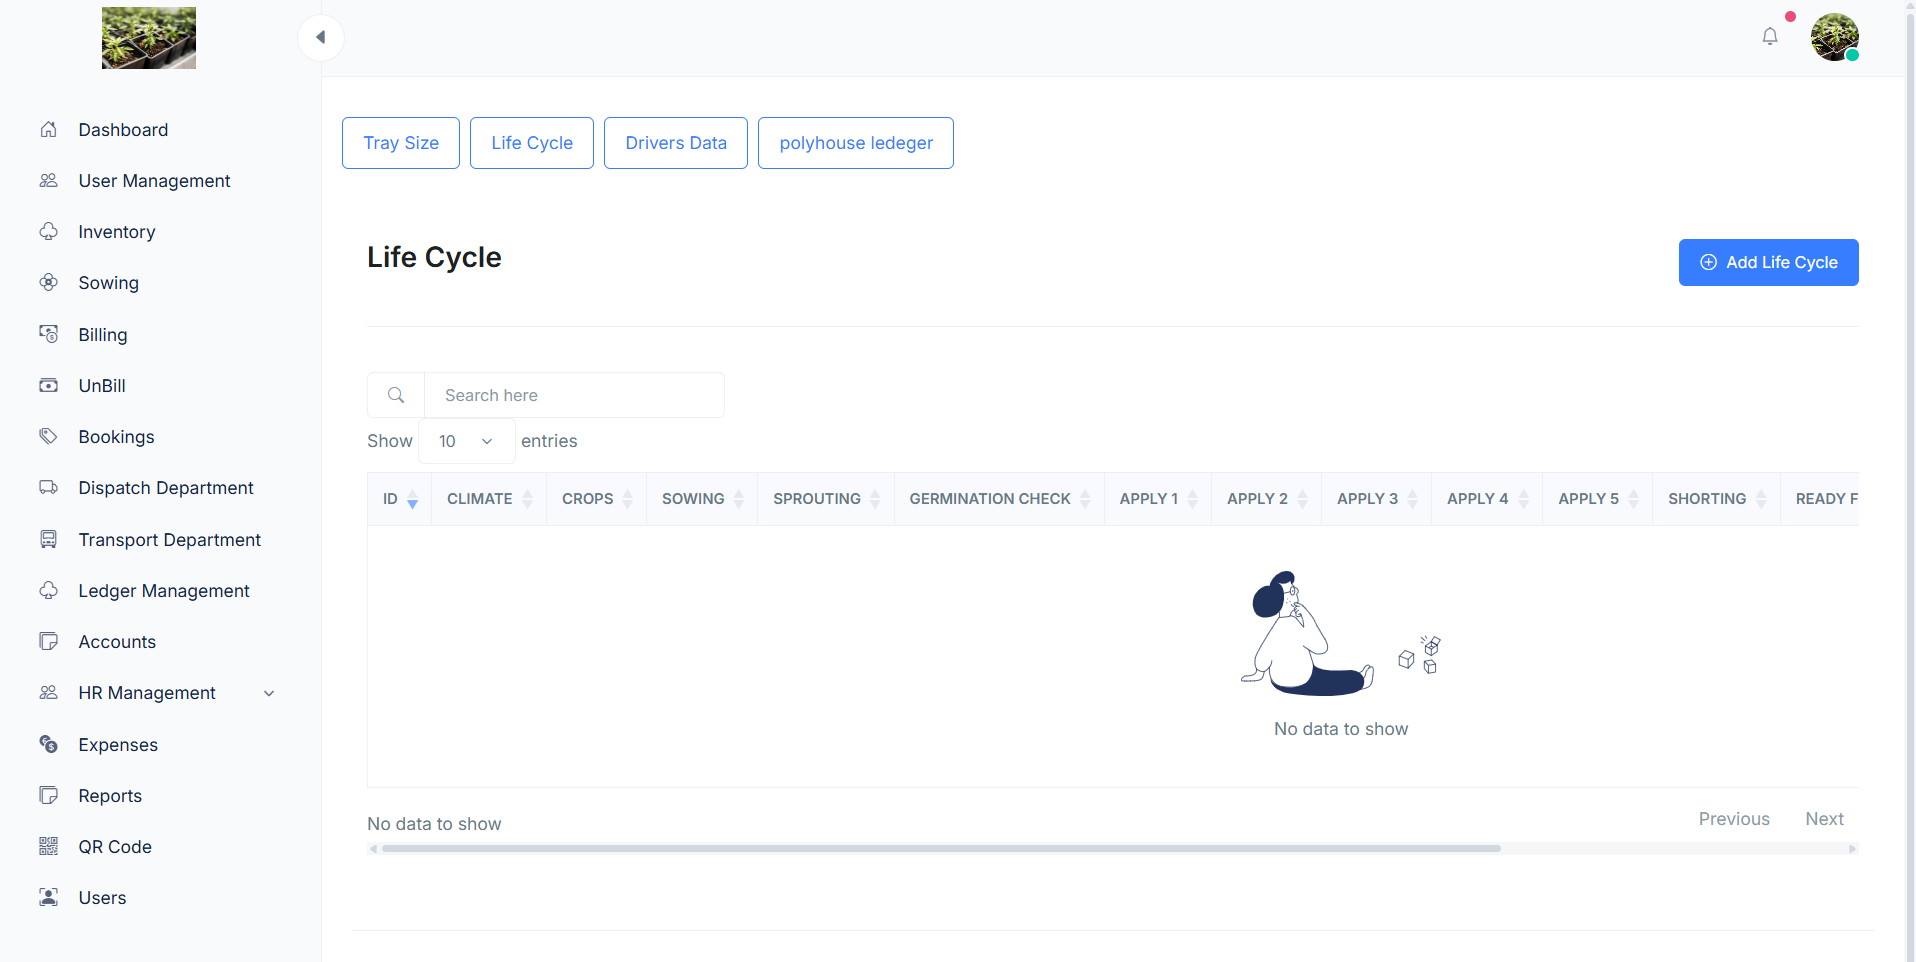 Dashboard
User Management
Inventory
Sowing
Billing
UnBill
Bookings
Dispatch Department
Transport Department
Ledger Management
Accounts
HR Management
Expenses
Reports
QR Code
Users
Tray Size
Life Cycle
Drivers Data
polyhouse ledeger
Life Cycle
Add Life Cycle
Search here
Show 10 entries
ID CLIMATE CROPS SOWING SPROUTING GERMINATION CHECK APPLY 1 APPLY 2 APPLY 3 APPLY 4 APPLY 5 SHORTING READY F
No data to show
No data to show
Previous Next